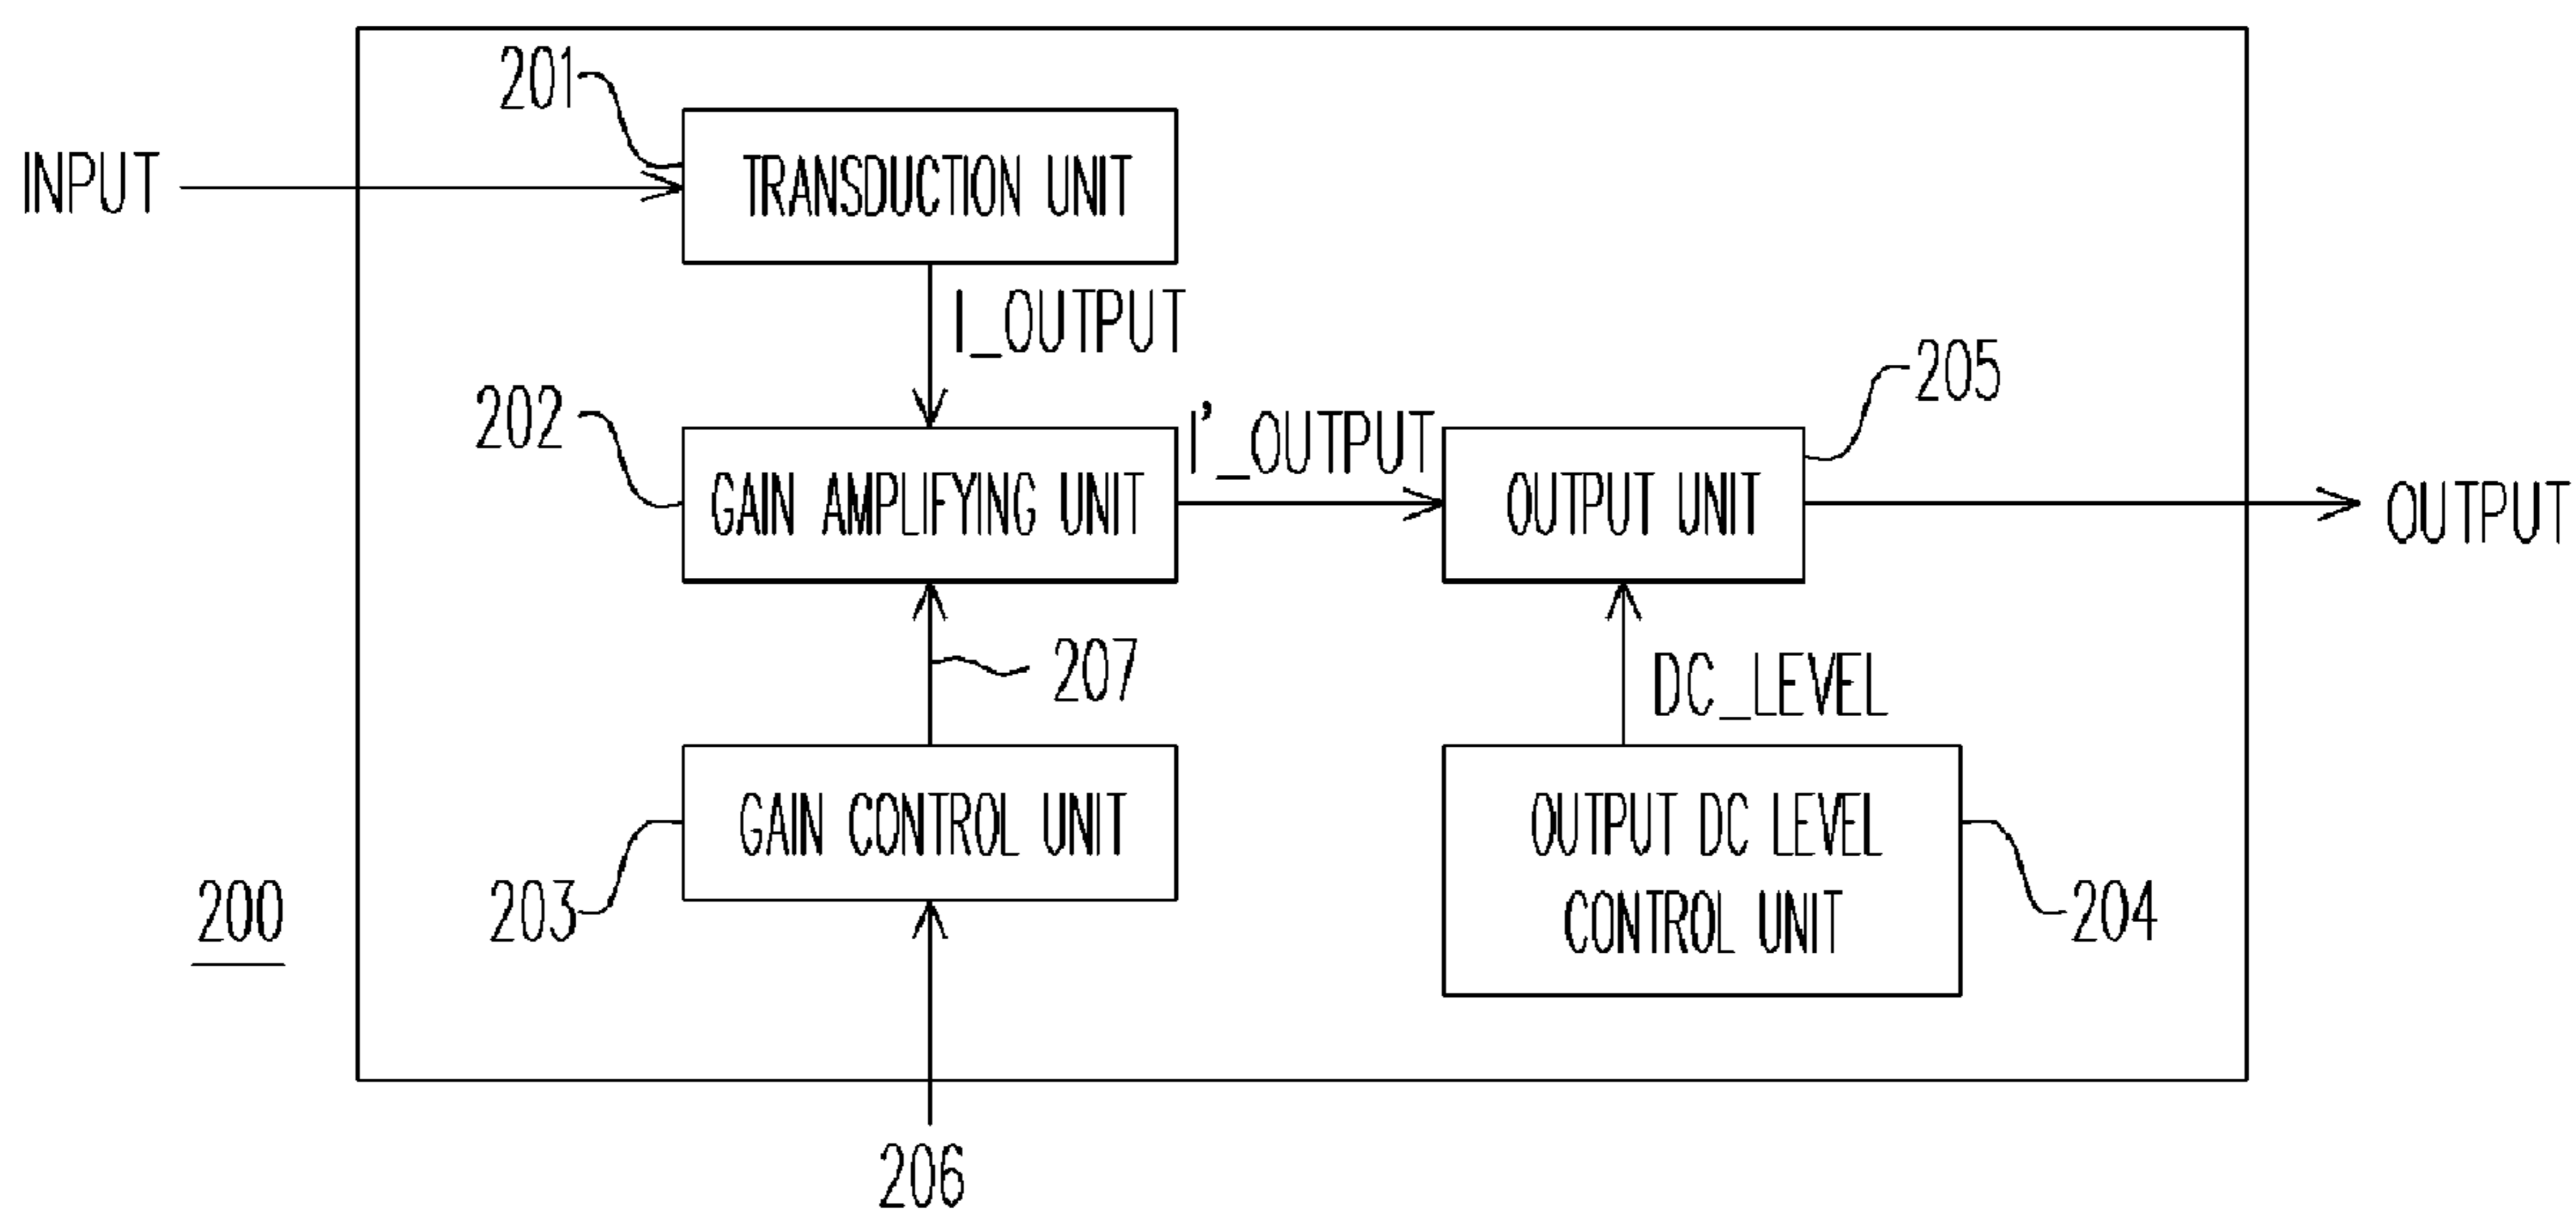 201
INPUT
TRANSDUCTION UNIT
I_OUTPUT
202
GAIN AMPLIFYING UNIT
I'_OUTPUT
205
OUTPUT UNIT
OUTPUT
207
DC_LEVEL
GAIN CONTROL UNIT
203
OUTPUT DC LEVEL
CONTROL UNIT
204
200
206